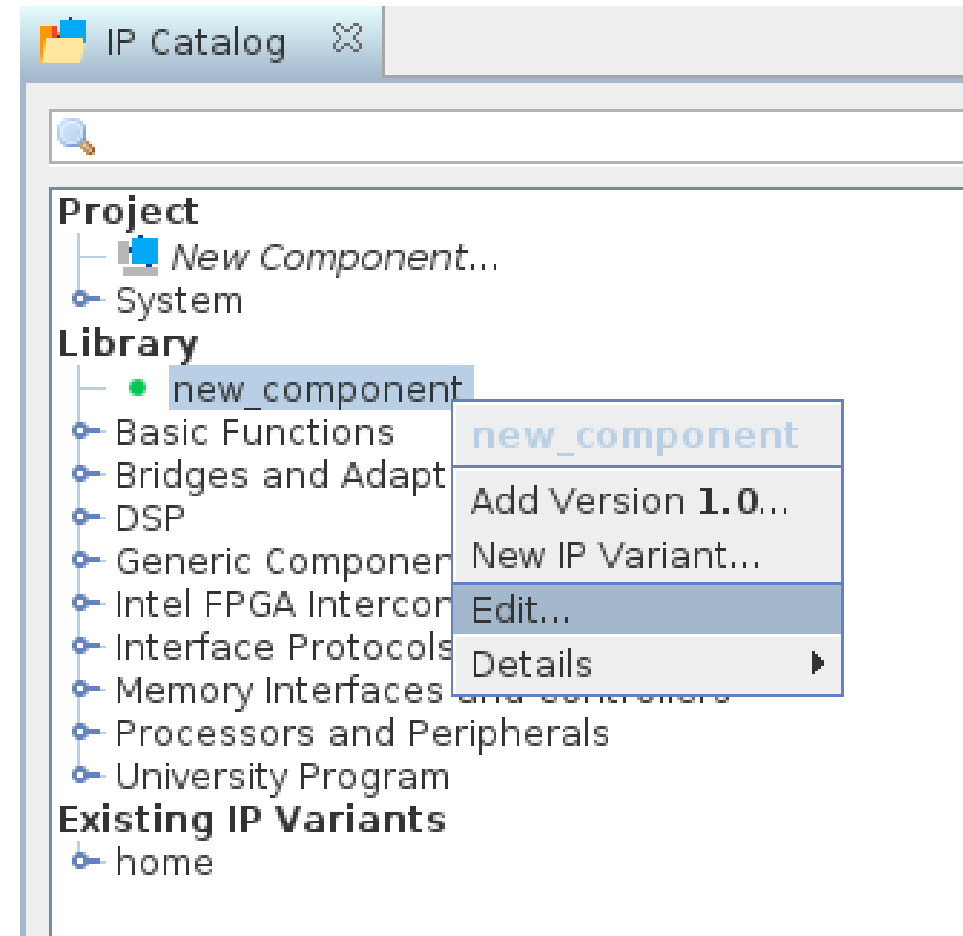 IP Catalog
Project
New Component...
System
Library
new_component
Basic Functions
Bridges and Adapt
DSP
Generic Componen
Intel FPGA Intercon
Interface Protocols
Memory Interfaces and Controllers
Processors and Peripherals
University Program
Existing IP Variants
home
new_component
Add Version 1.0...
New IP Variant...
Edit...
Details